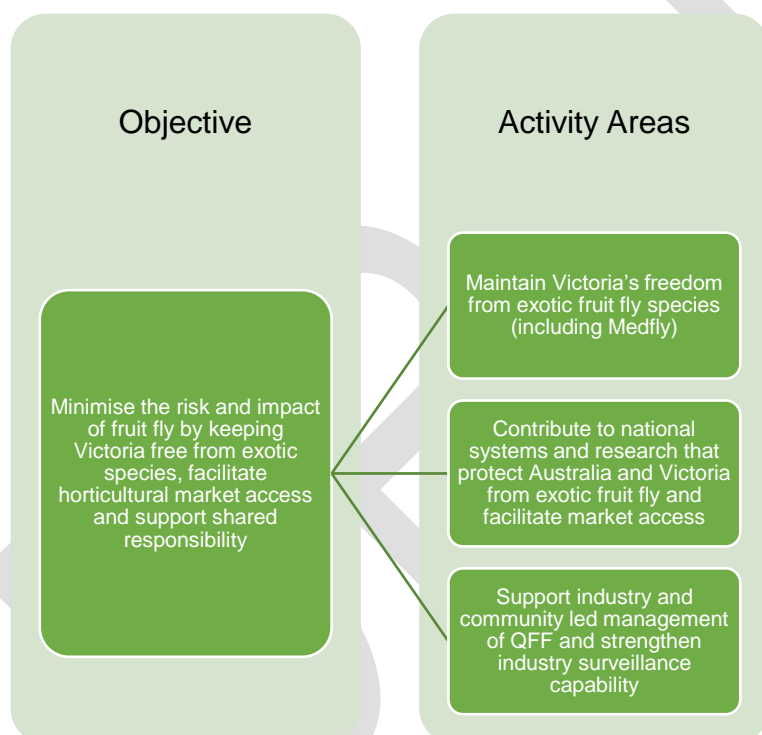 Objective
Minimise the risk and impact
of fruit fly by keeping
Victoria free from exotic
species, facilitate
horticultural market access
and support shared
responsibility
Activity Areas
Maintain Victoria’s freedom
from exotic fruit fly species
(including Medfly)
Contribute to national
systems and research that
protect Australia and Victoria
from exotic fruit fly and
facilitate market access
Support industry and
community led management
of QFF and strengthen
industry surveillance
capability